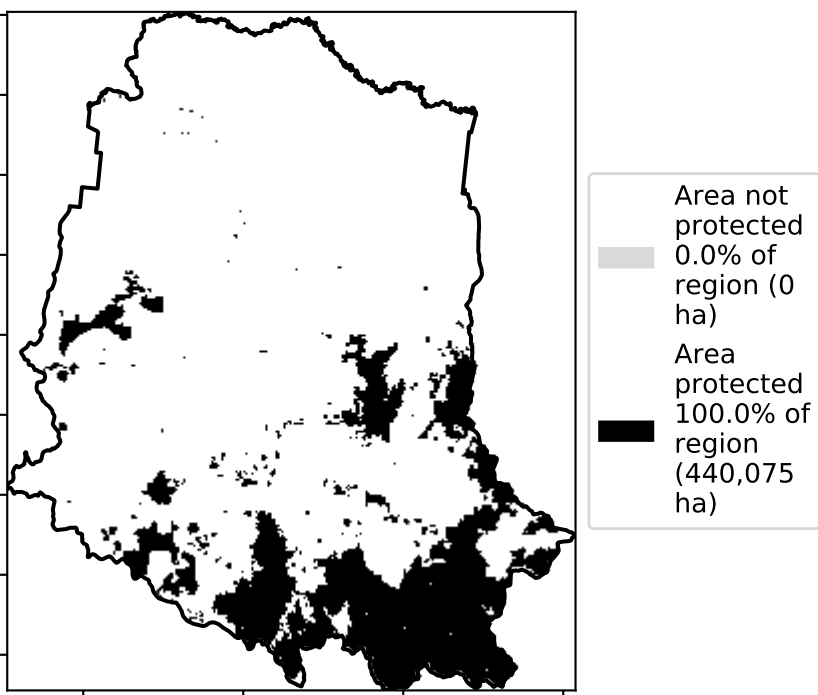 Area not
protected
0.0% of
region (0
ha)
Area
protected
100.0% of
region
(440,075
ha)